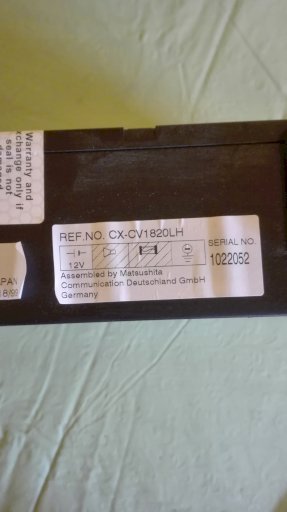 Warranty and
xchange only if
seal is not
damaged
REF.NO. CX-CV1820LH
12V
SERIAL NO.
1022052
Assembled by Matsushita
Communication Deutschland GmbH
Germany